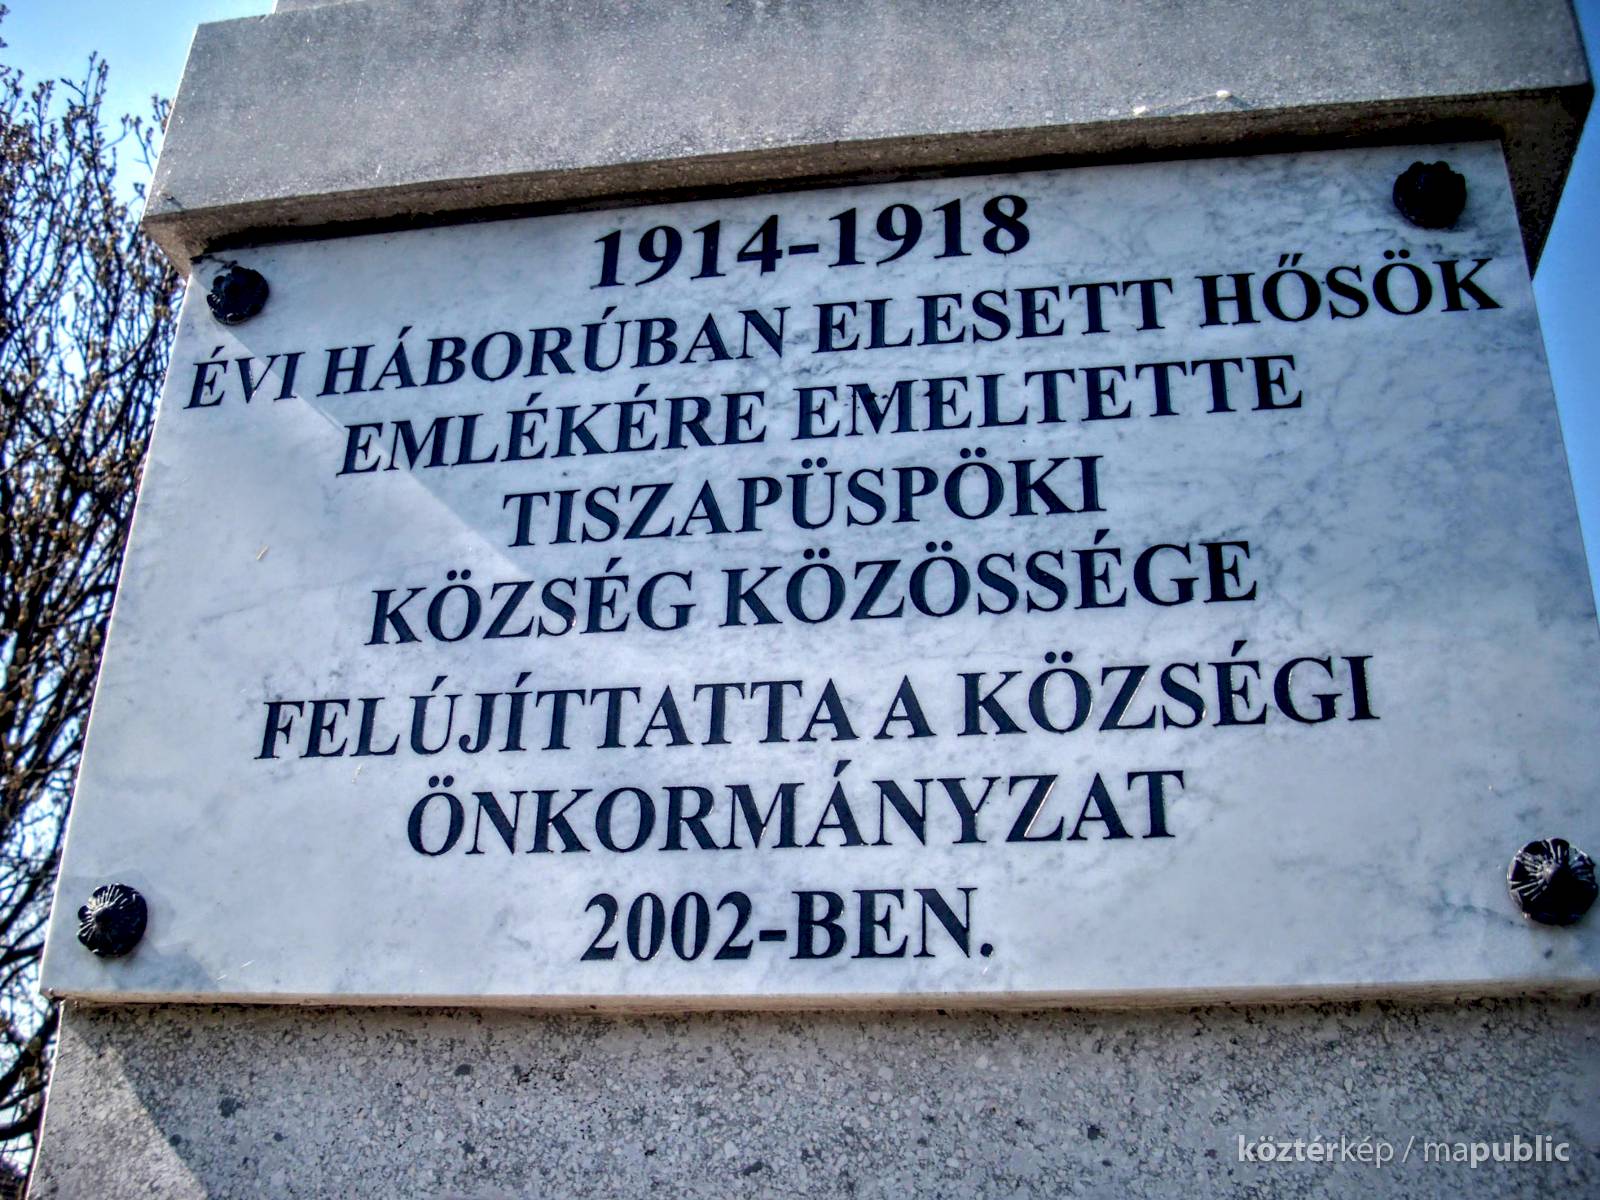 1914-1918
ÉVI HÁBORÚBAN ELESETT HŐSÖK
EMLÉKÉRE EMELTETTE
TISZAPÜSPÖKI
KÖZSÉG KÖZÖSSÉGE
FELÚJÍTTATTA A KÖZSÉGI
ÖNKORMÁNYZAT
2002-BEN.
köztérkép / mapublic